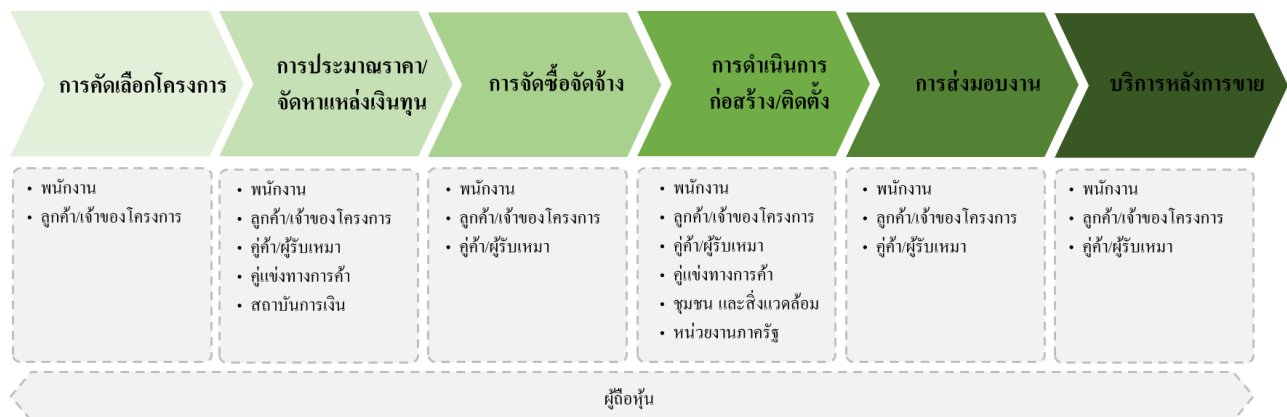 การคัดเลือกโครงการ
การประมาณราคา/
จัดหาแหล่งเงินทุน
การจัดซื้อจัดจ้าง
การดำเนินการ
ก่อสร้าง/ติดตั้ง
การส่งมอบงาน
บริการหลังการขาย
• พนักงาน
• ลูกค้า/เจ้าของโครงการ
• พนักงาน
• ลูกค้า/เจ้าของโครงการ
• คู่ค้า/ผู้รับเหมา
• คู่แข่งทางการค้า
• สถาบันการเงิน
• พนักงาน
• ลูกค้า/เจ้าของโครงการ
• คู่ค้า/ผู้รับเหมา
• พนักงาน
• ลูกค้า/เจ้าของโครงการ
• คู่ค้า/ผู้รับเหมา
• คู่แข่งทางการค้า
• ชุมชน และสิ่งแวดล้อม
• หน่วยงานภาครัฐ
• พนักงาน
• ลูกค้า/เจ้าของโครงการ
• คู่ค้า/ผู้รับเหมา
• พนักงาน
• ลูกค้า/เจ้าของโครงการ
• คู่ค้า/ผู้รับเหมา
ผู้ถือหุ้น